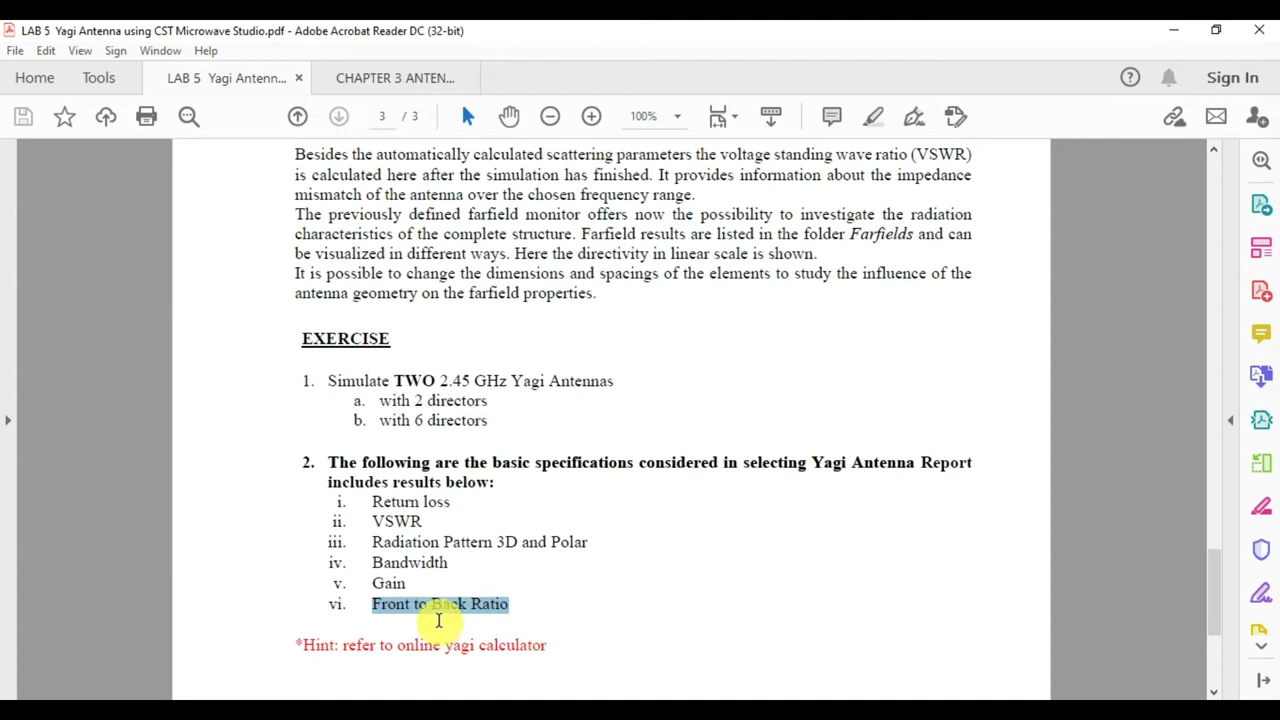 LAB 5 Yagi Antenna using CST Microwave Studio.pdf - Adobe Acrobat Reader DC (32-bit)
File Edit View Sign Window Help
Home Tools LAB 5 Yagi Antenn... × CHAPTER 3 ANTEN... Sign In
3 / 3 100%
Besides the automatically calculated scattering parameters the voltage standing wave ratio (VSWR)
is calculated here after the simulation has finished. It provides information about the impedance
mismatch of the antenna over the chosen frequency range.
The previously defined farfield monitor offers now the possibility to investigate the radiation
characteristics of the complete structure. Farfield results are listed in the folder Farfields and can
be visualized in different ways. Here the directivity in linear scale is shown.
It is possible to change the dimensions and spacings of the elements to study the influence of the
antenna geometry on the farfield properties.
EXERCISE
1. Simulate TWO 2.45 GHz Yagi Antennas
a. with 2 directors
b. with 6 directors
2. The following are the basic specifications considered in selecting Yagi Antenna Report
includes results below:
i. Return loss
ii. VSWR
iii. Radiation Pattern 3D and Polar
iv. Bandwidth
v. Gain
vi. Front to Back Ratio
*Hint: refer to online yagi calculator